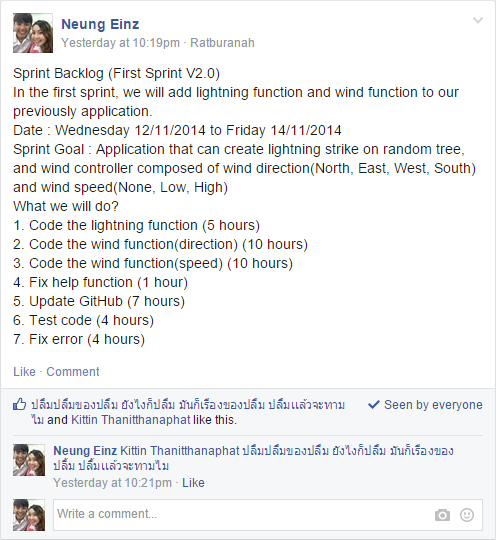 Neung Einz
Yesterday at 10:19pm · Ratburanah
Sprint Backlog (First Sprint V2.0)
In the first sprint, we will add lightning function and wind function to our
previously application.
Date : Wednesday 12/11/2014 to Friday 14/11/2014
Sprint Goal : Application that can create lightning strike on random tree,
and wind controller composed of wind direction(North, East, West, South)
and wind speed(None, Low, High)
What we will do?
1. Code the lightning function (5 hours)
2. Code the wind function(direction) (10 hours)
3. Code the wind function(speed) (10 hours)
4. Fix help function (1 hour)
5. Update GitHub (7 hours)
6. Test code (4 hours)
7. Fix error (4 hours)
Like · Comment
ปลื้มปลื้มของปลื้ม ยังไงก็ปลื้ม มันก็เรื่องของปลื้ม ปลื้มแล้วจะทาม
ไม and Kittin Thanitthanaphat like this.
Seen by everyone
Neung Einz Kittin Thanitthanaphat ปลื้มปลื้มของปลื้ม ยังไงก็ปลื้ม มันก็เรื่องของ
ปลื้ม ปลื้มแล้วจะทามไม
Yesterday at 10:21pm · Like
Write a comment...